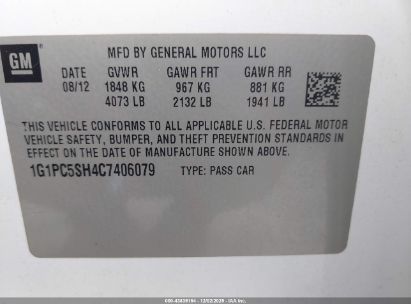 GM
MFD BY GENERAL MOTORS LLC
DATE GVWR GAWR FRT GAWR RR
08/12 1848 KG 967 KG 881 KG
4073 LB 2132 LB 1941 LB
THIS VEHICLE CONFORMS TO ALL APPLICABLE U.S. FEDERAL MOTOR
VEHICLE SAFETY, BUMPER, AND THEFT PREVENTION STANDARDS
IN EFFECT ON THE DATE OF MANUFACTURE SHOWN ABOVE.
1G1PC5SH4C7406079 TYPE: PASS CAR